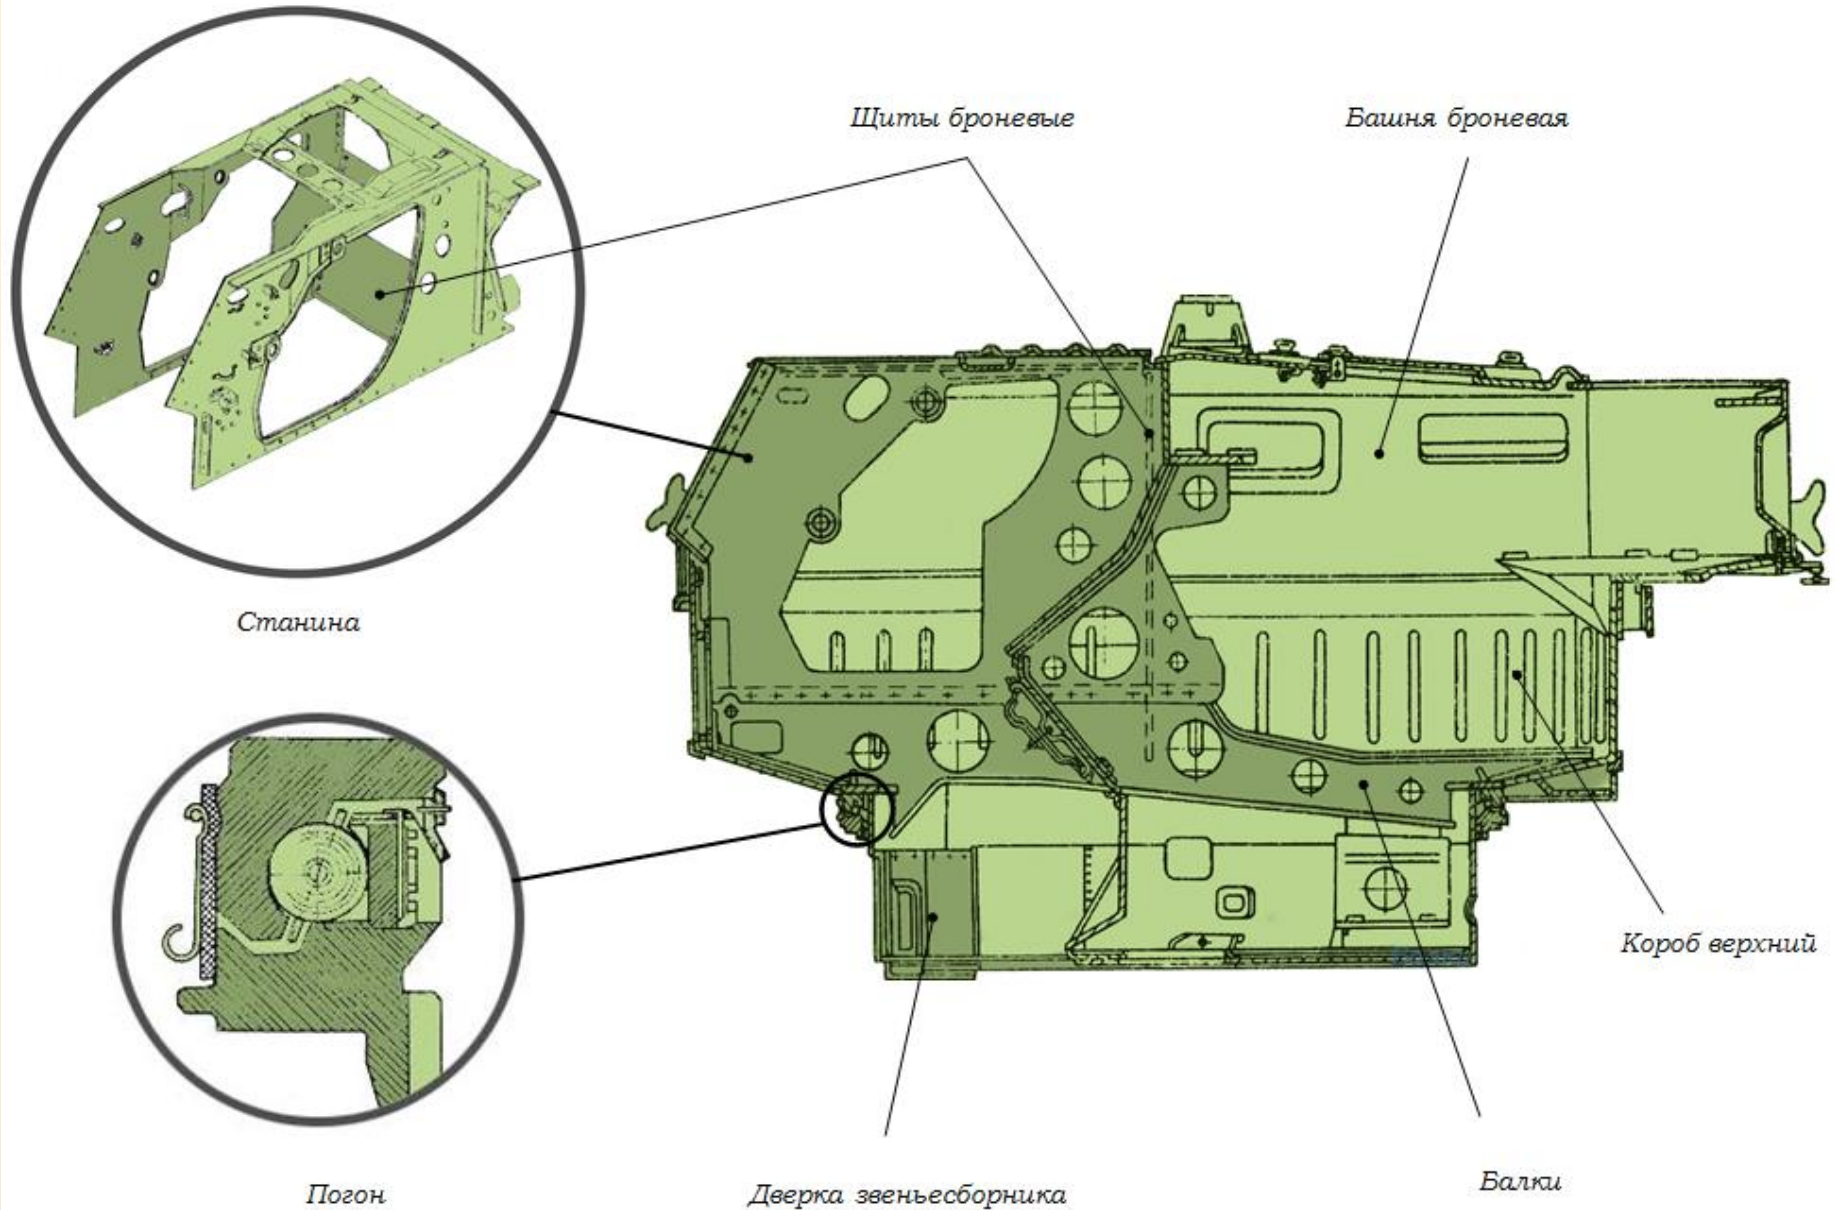 Щиты броневые
Башня броневая
Станина
Короб верхний
Погон
Дверка звеньесборника
Балки